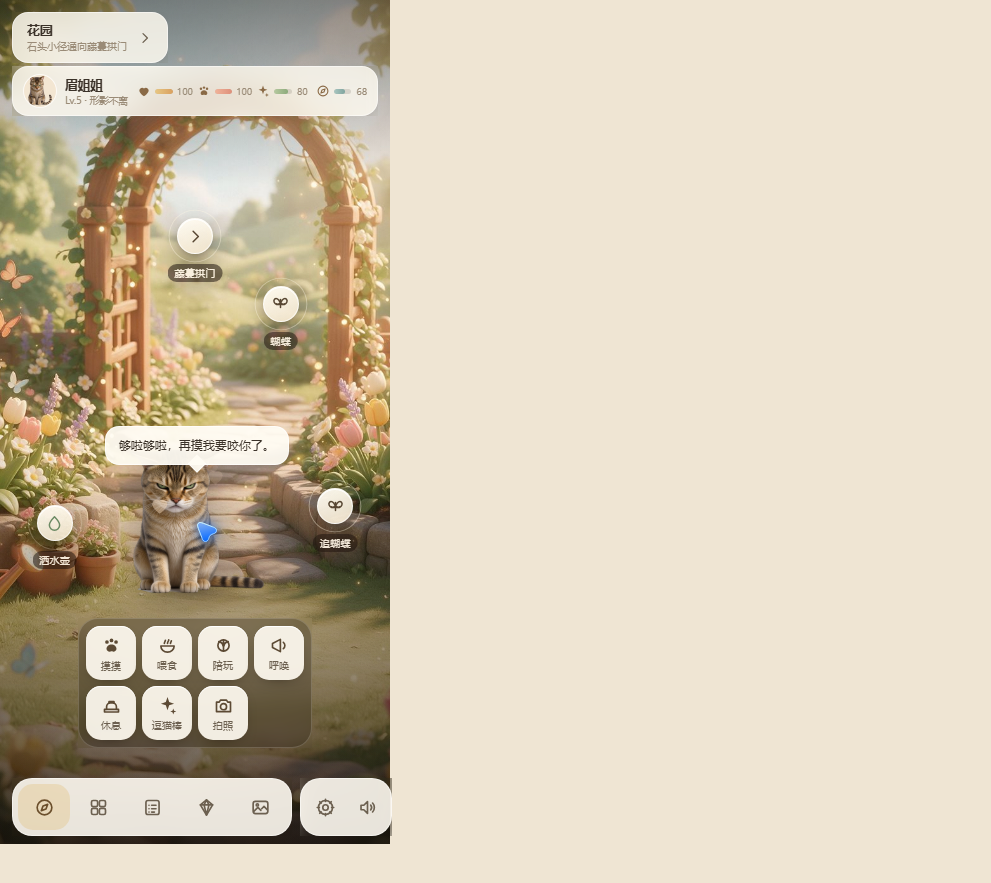 花园
石头小径通向藤蔓拱门
眉姐姐
Lv.5 · 形影不离
100
100
80
68
藤蔓拱门
蝴蝶
够啦够啦，再摸我要咬你了。
追蝴蝶
洒水壶
摸摸
喂食
陪玩
呼唤
休息
逗猫棒
拍照